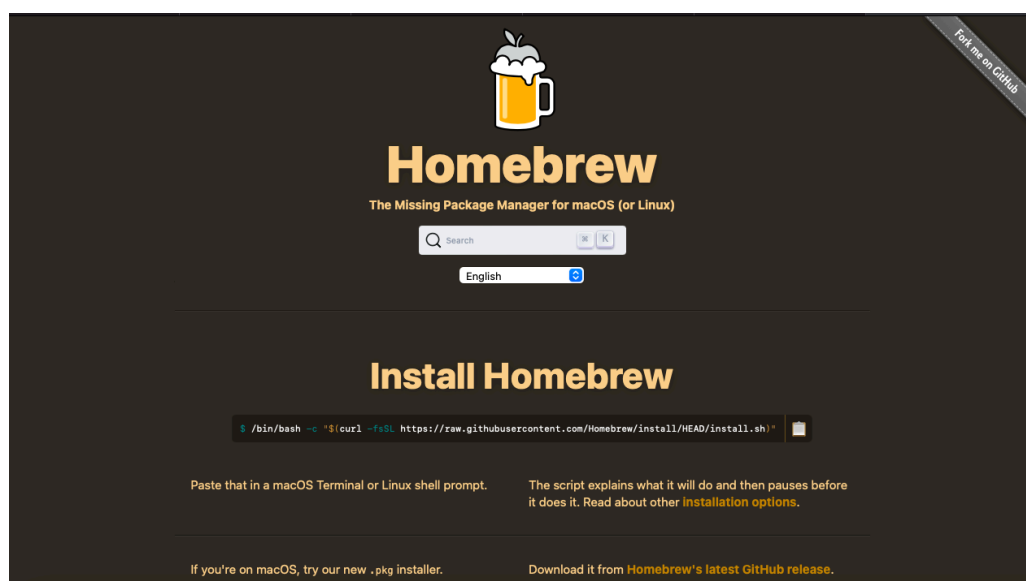 Fork me on GitHub
Homebrew
The Missing Package Manager for macOS (or Linux)
Search ⌘ K
English
Install Homebrew
$ /bin/bash -c "$(curl -fsSL https://raw.githubusercontent.com/Homebrew/install/HEAD/install.sh)"
Paste that in a macOS Terminal or Linux shell prompt.
The script explains what it will do and then pauses before
it does it. Read about other installation options.
If you're on macOS, try our new .pkg installer.
Download it from Homebrew's latest GitHub release.